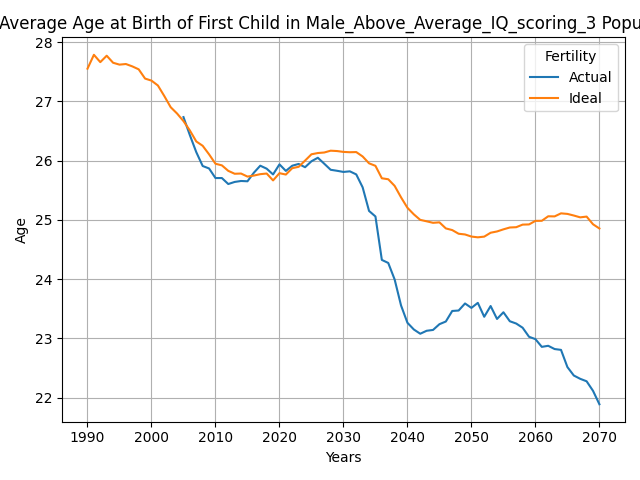 Average Age at Birth of First Child in Male_Above_Average_IQ_scoring_3 Popu
Fertility
Actual
Ideal
28
27
26
25
24
23
22
Age
1990 2000 2010 2020 2030 2040 2050 2060 2070
Years